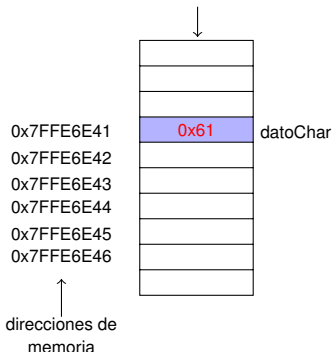 0x7FFE6E41 0x61 datoChar
0x7FFE6E42
0x7FFE6E43
0x7FFE6E44
0x7FFE6E45
0x7FFE6E46
direcciones de
memoria